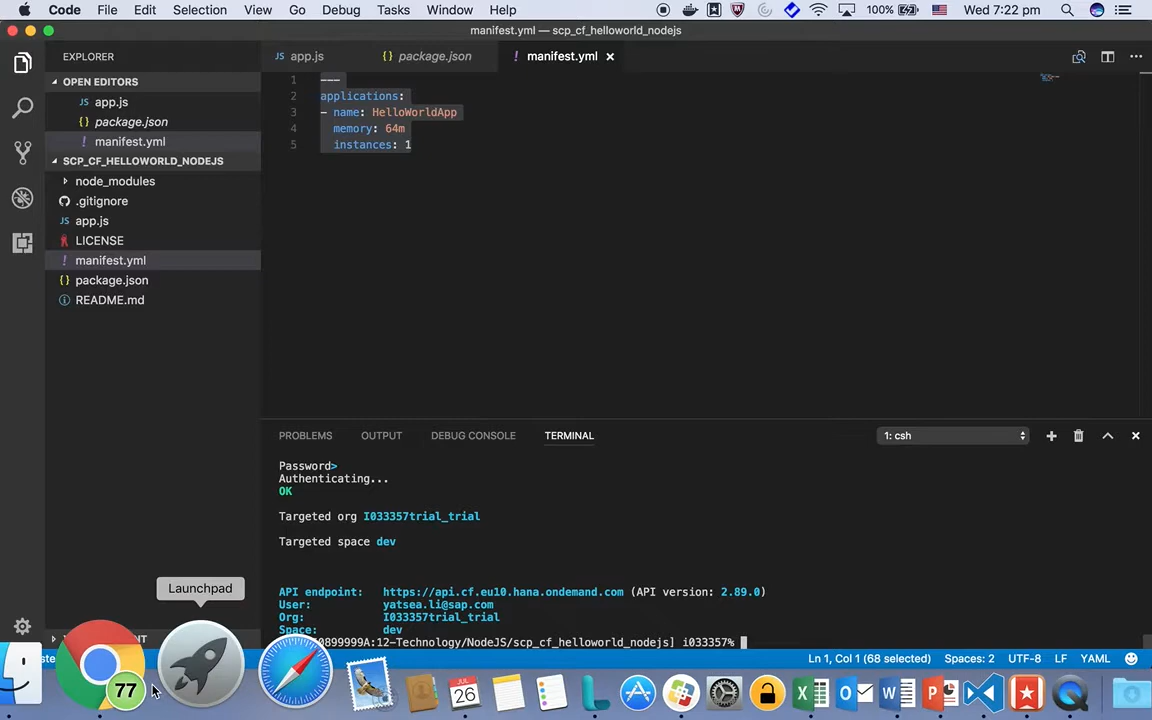 Code File Edit Selection View Go Debug Tasks Window Help 100% Wed 7:22 pm
manifest.yml — scp_cf_helloworld_nodejs
EXPLORER
OPEN EDITORS
app.js
package.json
manifest.yml
SCP_CF_HELLOWORLD_NODEJS
node_modules
.gitignore
app.js
LICENSE
manifest.yml
package.json
README.md
app.js package.json manifest.yml
1 ---
2 applications:
3 - name: HelloWorldApp
4 memory: 64m
5 instances: 1
PROBLEMS OUTPUT DEBUG CONSOLE TERMINAL 1: csh
Password>
Authenticating...
OK
Targeted org I033357trial_trial
Targeted space dev
API endpoint: https://api.cf.eu10.hana.ondemand.com (API version: 2.89.0)
User: yatsea.li@sap.com
Org: I033357trial_trial
Space: dev
0899999A:12-Technology/NodeJS/scp_cf_helloworld_nodejs] i033357%
Launchpad
77
Ln 1, Col 1 (68 selected) Spaces: 2 UTF-8 LF YAML
26